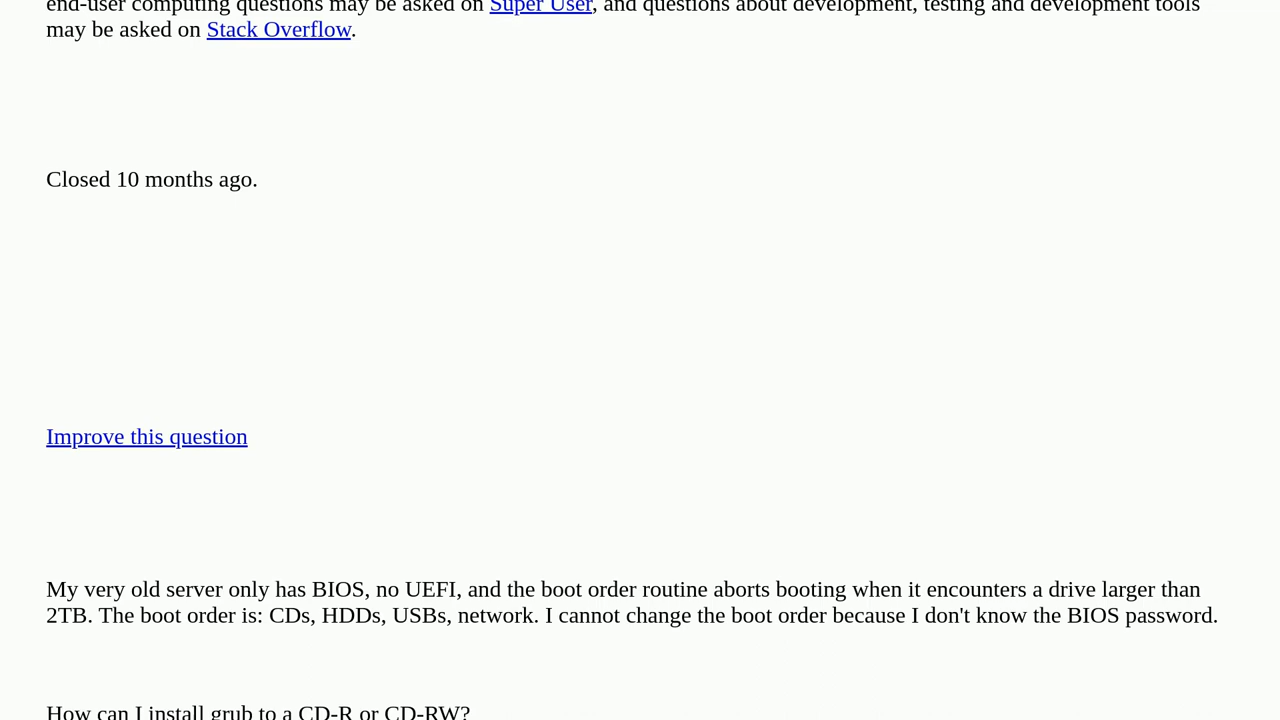 end-user computing questions may be asked on Super User, and questions about development, testing and development tools
may be asked on Stack Overflow.
Closed 10 months ago.
Improve this question
My very old server only has BIOS, no UEFI, and the boot order routine aborts booting when it encounters a drive larger than
2TB. The boot order is: CDs, HDDs, USBs, network. I cannot change the boot order because I don't know the BIOS password.
How can I install grub to a CD-R or CD-RW?